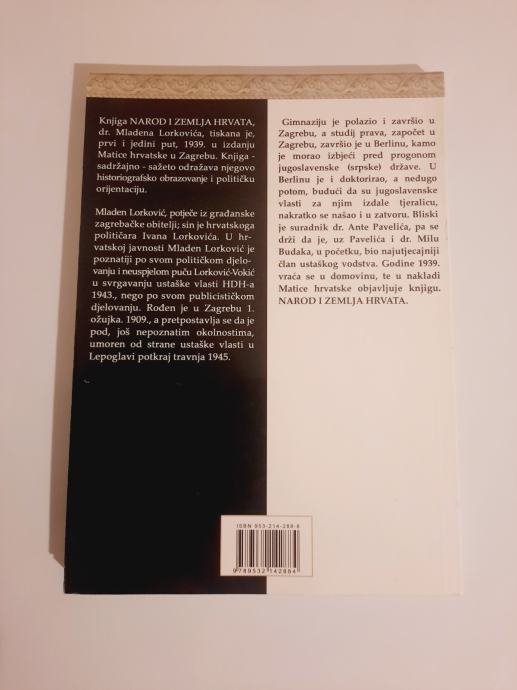 Knjiga NAROD I ZEMLJA HRVATA,
dr. Mladena Lorkovića, tiskana je,
prvi i jedini put, 1939. u izdanju
Matice hrvatske u Zagrebu. Knjiga -
sadržajno - sažeto odražava njegovo
historiografsko obrazovanje i političku
orijentaciju.
Mladen Lorković, potječe iz građanske
zagrebačke obitelji; sin je hrvatskoga
političara Ivana Lorkovića. U hr-
vatskoj javnosti Mladen Lorković je
poznatiji po svom političkom djelo-
vanju i neuspjelom puču Lorković-Vokić
u svrgavanju ustaške vlasti HDH-a
1943., nego po svom publicističkom
djelovanju. Rođen je u Zagrebu 1.
ožujka. 1909., a pretpostavlja se da je
pod, još nepoznatim okolnostima,
umoren od strane ustaške vlasti u
Lepoglavi potkraj travnja 1945.
Gimnaziju je polazio i završio u
Zagrebu, a studij prava, započet u
Zagrebu, završio je u Berlinu, kamo
je morao izbjeći pred progonom
jugoslavenske (srpske) države. U
Berlinu je i doktorirao, a nedugo
potom, budući da su jugoslavenske
vlasti za njim izdale tjeralicu,
nakratko se našao i u zatvoru. Bliski
je suradnik dr. Ante Pavelića, pa se
drži da je, uz Pavelića i dr. Milu
Budaka, u početku, bio najutjecajniji
član ustaškog vodstva. Godine 1939.
vraća se u domovinu, te u nakladi
Matice hrvatske objavljuje knjigu.
NAROD I ZEMLJA HRVATA.
ISBN 953-214-288-8
9 789532 142884